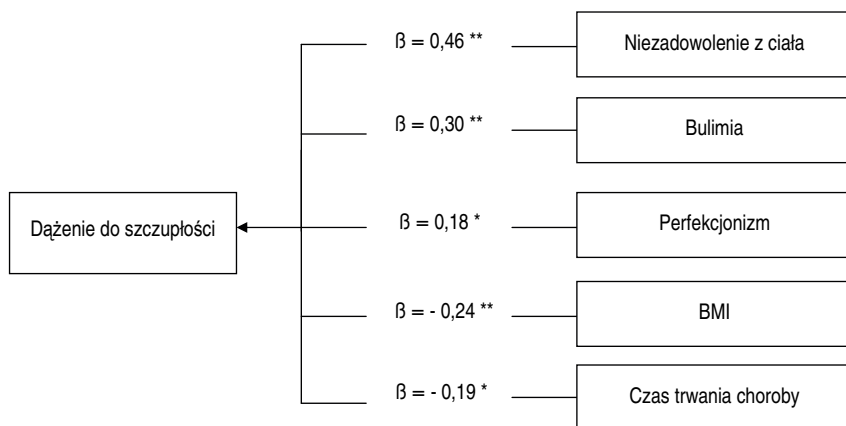 ß = 0,46 ** Niezadowolenie z ciała
ß = 0,30 ** Bulimia
Dążenie do szczupłości ß = 0,18 * Perfekcjonizm
ß = - 0,24 ** BMI
ß = - 0,19 * Czas trwania choroby